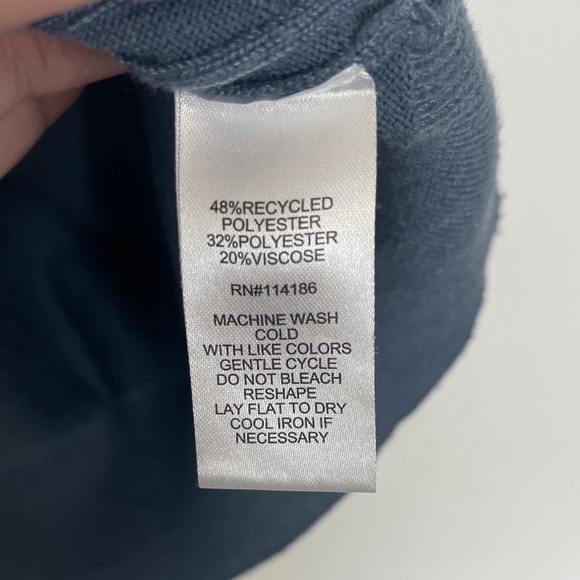 48%RECYCLED
POLYESTER
32%POLYESTER
20%VISCOSE
RN#114186
MACHINE WASH
COLD
WITH LIKE COLORS
GENTLE CYCLE
DO NOT BLEACH
RESHAPE
LAY FLAT TO DRY
COOL IRON IF
NECESSARY